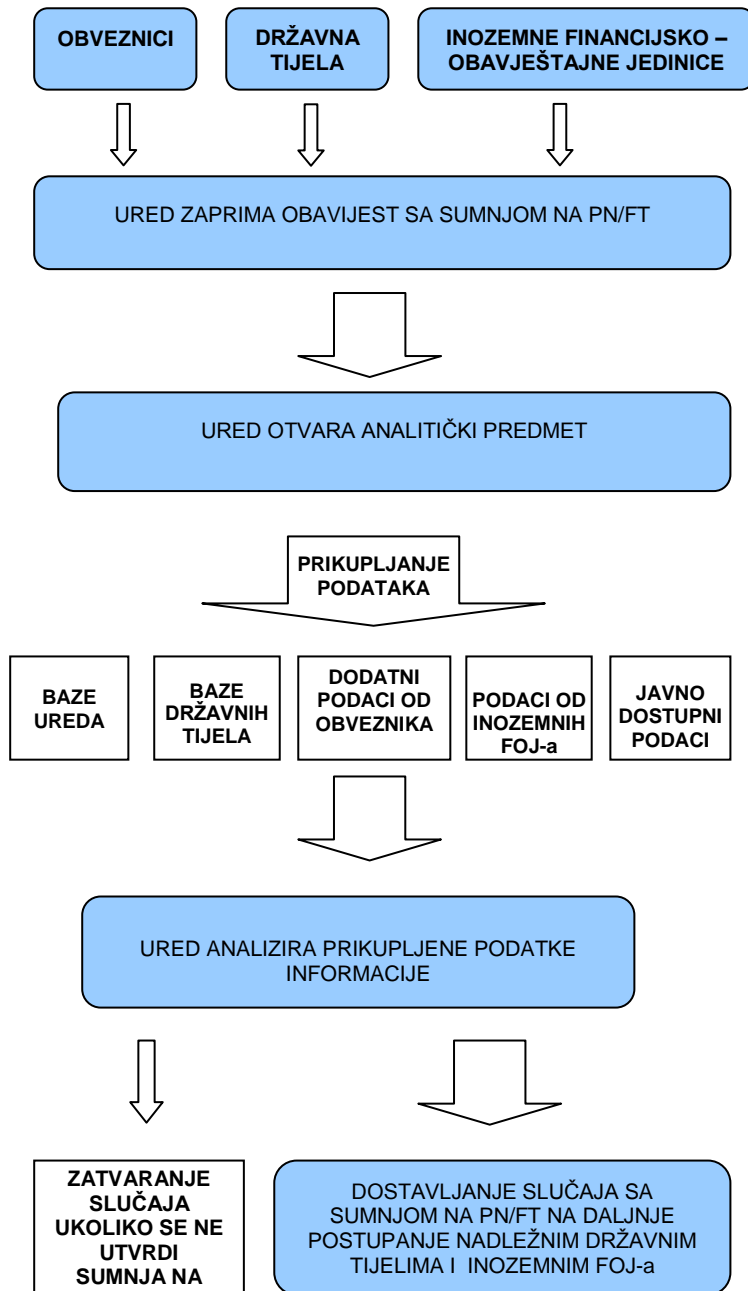 OBVEZNICI
DRŽAVNA
TIJELA
INOZEMNE FINANCIJSKO –
OBAVJEŠTAJNE JEDINICE
URED ZAPRIMA OBAVIJEST SA SUMNJOM NA PN/FT
URED OTVARA ANALITIČKI PREDMET
PRIKUPLJANJE
PODATAKA
BAZE
UREDA
BAZE
DRŽAVNIH
TIJELA
DODATNI
PODACI OD
OBVEZNIKA
PODACI OD
INOZEMNIH
FOJ-a
JAVNO
DOSTUPNI
PODACI
URED ANALIZIRA PRIKUPLJENE PODATKE
INFORMACIJE
ZATVARANJE
SLUČAJA
UKOLIKO SE NE
UTVRDI
SUMNJA NA
DOSTAVLJANJE SLUČAJA SA
SUMNJOM NA PN/FT NA DALJNJE
POSTUPANJE NADLEŽNIM DRŽAVNIM
TIJELIMA I INOZEMNIM FOJ-a